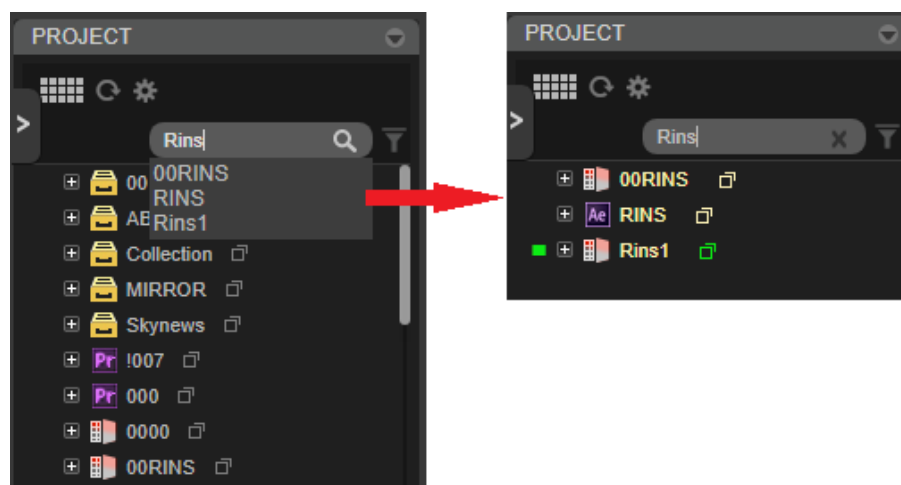 PROJECT
>
Rins
00RINS
RINS
Rins1
00
AB
Collection
MIRROR
Skynews
Pr !007
Pr 000
0000
00RINS
PROJECT
>
Rins
00RINS
Ae RINS
Rins1